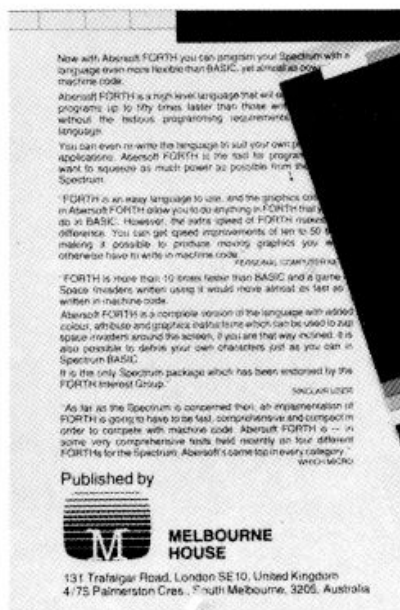 Now with Abersoft FORTH you can program your Spectrum with a
language even more flexible than BASIC, yet almost as
machine code.
Abersoft FORTH is a high level language that will
programs up to fifty times faster than those
without the tedious programming requirements
language.
You can even re-write the language to suit your own
applications. Abersoft FORTH is the tool for
want to squeeze as much power as possible from
Spectrum.
"FORTH is an easy language to use, and the graphics
in Abersoft FORTH allow you to do anything in FORTH that
do in BASIC. However, the extra speed of FORTH makes
difference. You can get speed improvements of ten to 50
making it possible to produce moving graphics you
otherwise have to write in machine code."
PERSONAL COMPUTER
"FORTH is more than 10 times faster than BASIC and a game
Space Invaders written using it would move almost as fast as
written in machine code.
Abersoft FORTH is a complete version of the language with added
colour, attribute and graphics instructions which can be used to zap
space invaders around the screen, if you are that way inclined. It is
also possible to define your own characters just as you can in
Spectrum BASIC.
It is the only Spectrum package which has been endorsed by the
FORTH Interest Group."
SINCLAIR USER
"As far as the Spectrum is concerned then, an implementation of
FORTH is going to have to be fast, comprehensive and compact in
order to compete with machine code. Abersoft FORTH is — in
some very comprehensive tests held recently on four different
FORTHs for the Spectrum, Abersoft's came top in every category."
WHICH MICRO
Published by
M
MELBOURNE
HOUSE
131 Trafalgar Road, London SE10, United Kingdom
4/75 Palmerston Cres., South Melbourne, 3205, Australia